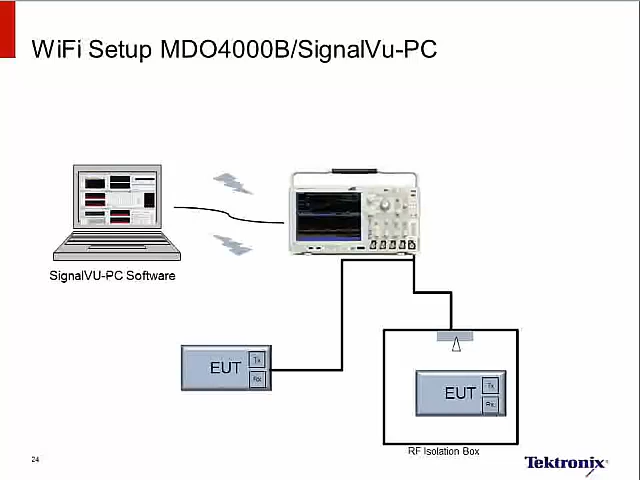 WiFi Setup MDO4000B/SignalVu-PC
SignalVU-PC Software
EUT
Tx
Rx
EUT
Tx
Rx
RF Isolation Box
24
Tektronix